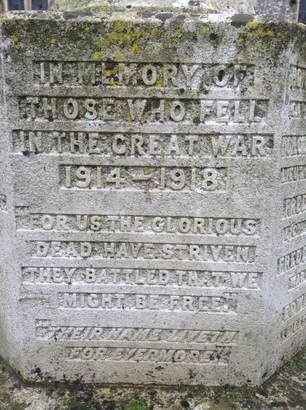 IN MEMORY OF
THOSE WHO FELL
IN THE GREAT WAR
1914–1918
"FOR US THE GLORIOUS
DEAD HAVE STRIVEN
THEY BATTLED THAT WE
MIGHT BE FREE"
"THEIR NAME LIVETH
FOR EVERMORE"